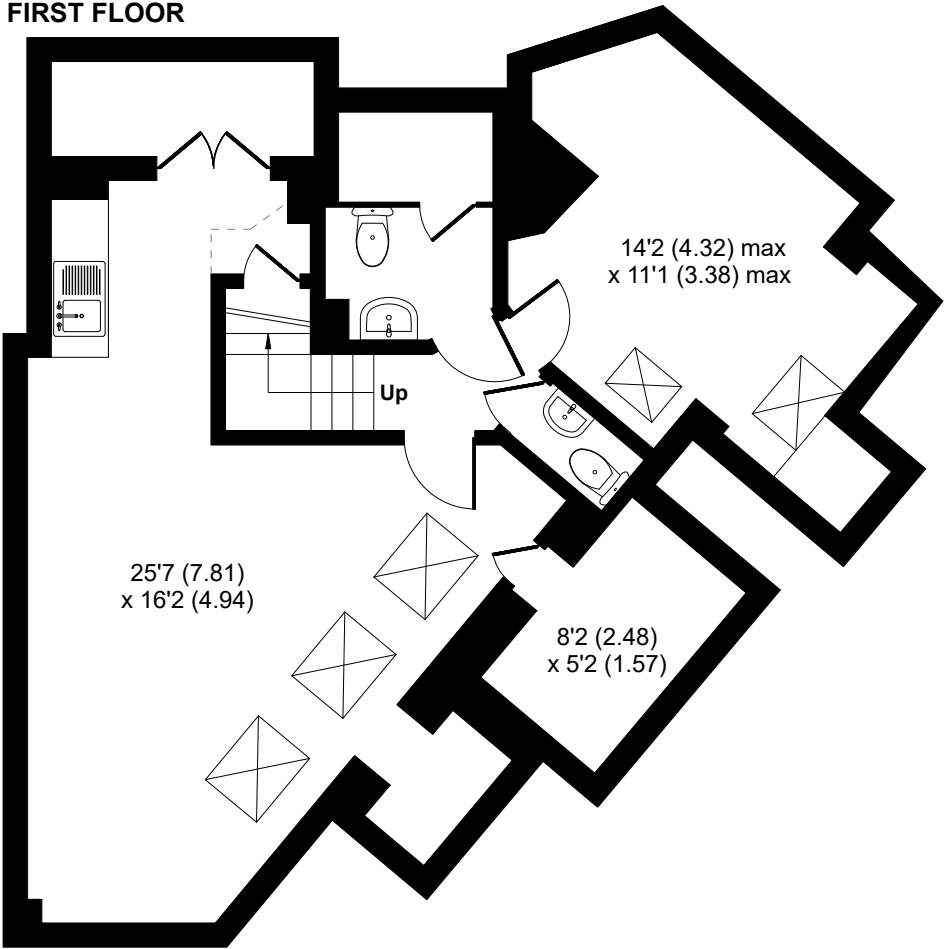 FIRST FLOOR
14'2 (4.32) max
x 11'1 (3.38) max
Up
25'7 (7.81)
x 16'2 (4.94)
8'2 (2.48)
x 5'2 (1.57)